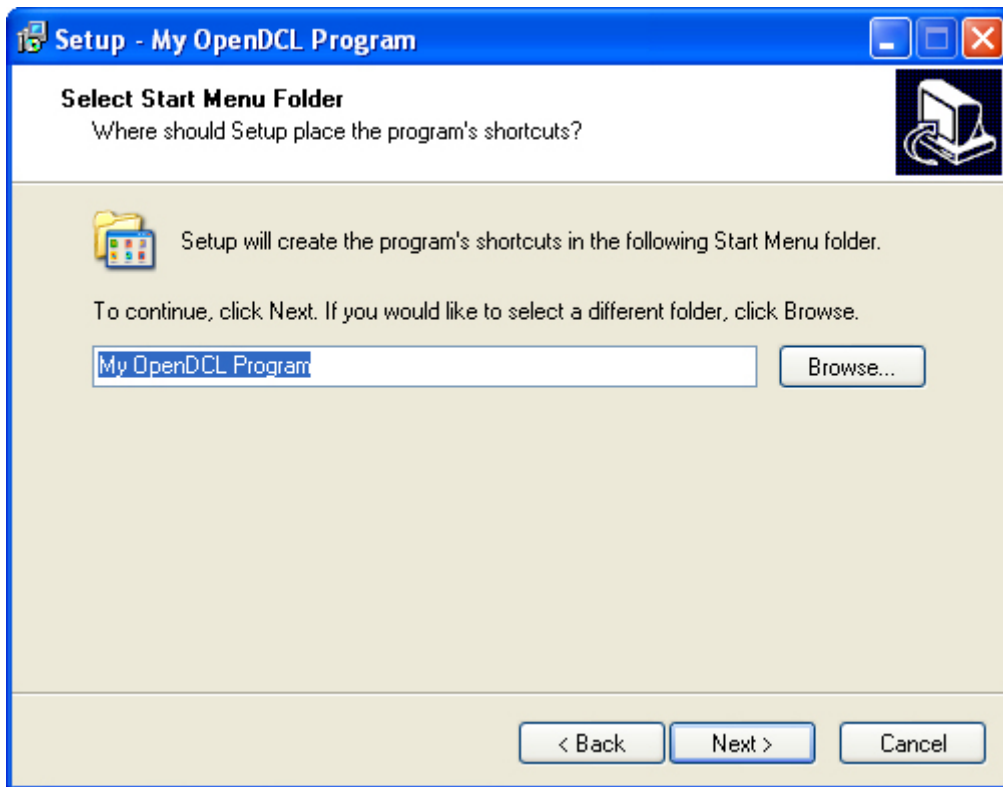 Setup - My OpenDCL Program
Select Start Menu Folder
Where should Setup place the program's shortcuts?
Setup will create the program's shortcuts in the following Start Menu folder.
To continue, click Next. If you would like to select a different folder, click Browse.
My OpenDCL Program
Browse...
< Back
Next >
Cancel